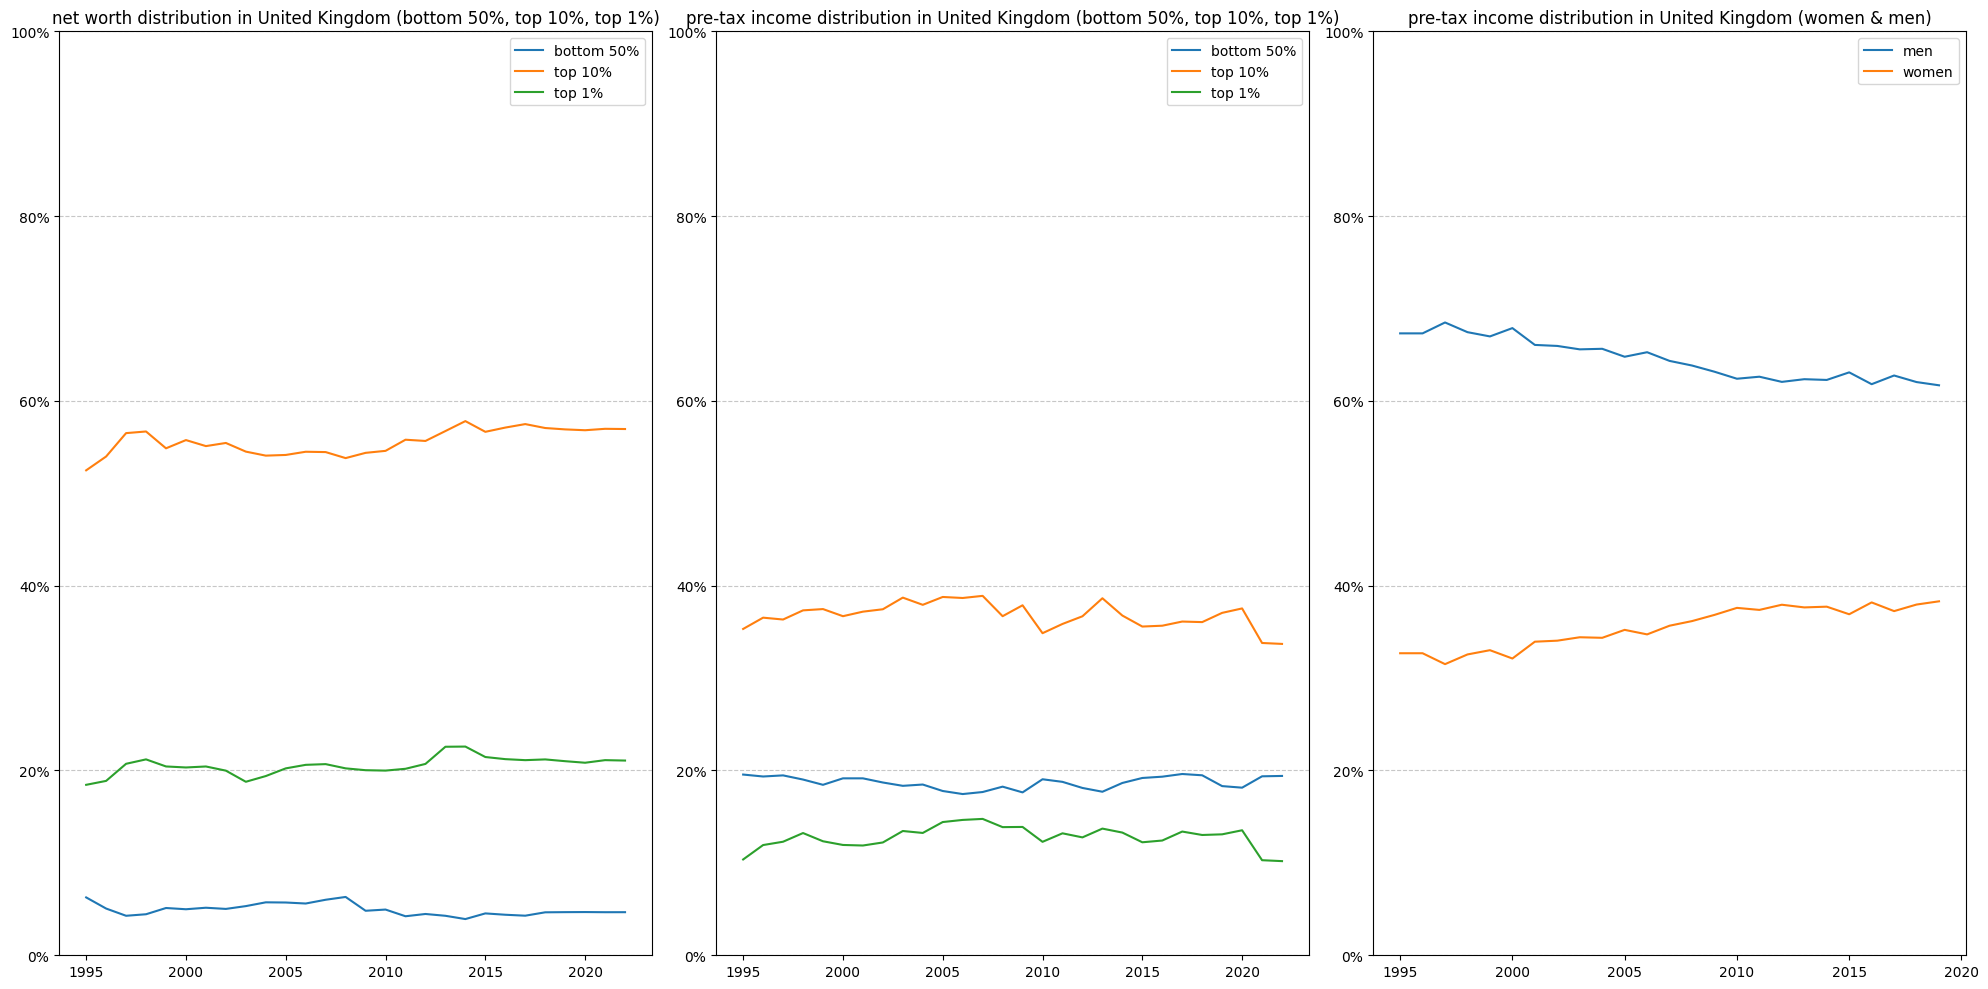 net worth distribution in United Kingdom (bottom 50%, top 10%, top 1%)
100%
80%
60%
40%
20%
0%
1995 2000 2005 2010 2015 2020
bottom 50%
top 10%
top 1%
pre-tax income distribution in United Kingdom (bottom 50%, top 10%, top 1%)
100%
80%
60%
40%
20%
0%
1995 2000 2005 2010 2015 2020
bottom 50%
top 10%
top 1%
pre-tax income distribution in United Kingdom (women & men)
100%
80%
60%
40%
20%
0%
1995 2000 2005 2010 2015 2020
men
women